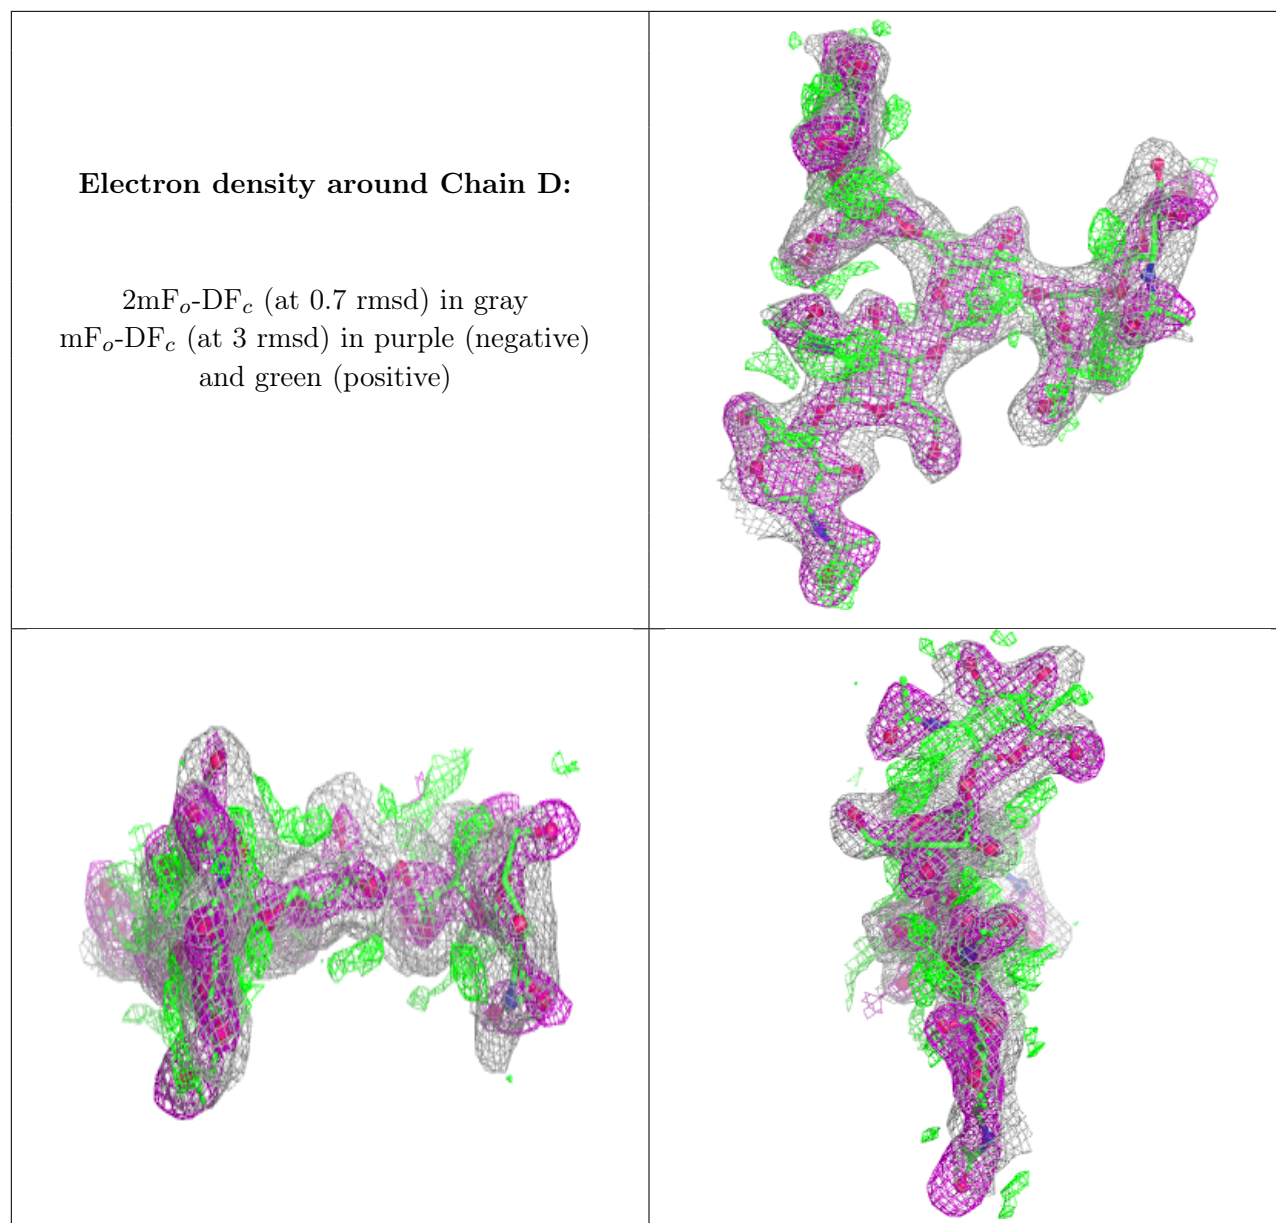 Electron density around Chain D:
2mFₒ-DF𝒸 (at 0.7 rmsd) in gray
mFₒ-DF𝒸 (at 3 rmsd) in purple (negative)
and green (positive)